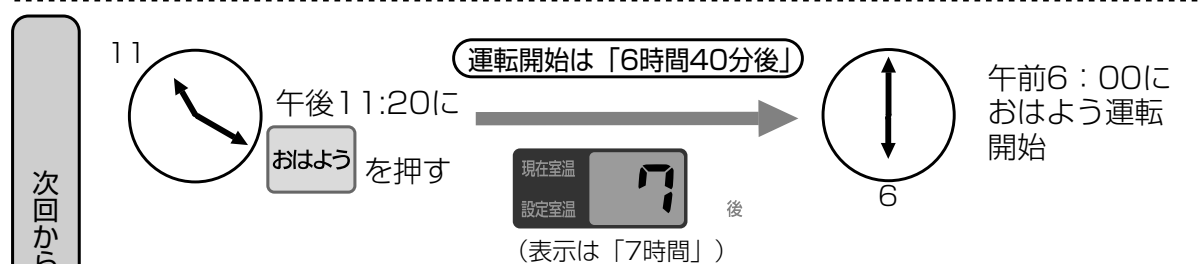 次回から
11
午後11:20に
おはよう を押す
運転開始は「6時間40分後」
現在室温
設定室温
7
後
(表示は「7時間」)
6
午前6:00に
おはよう運転
開始